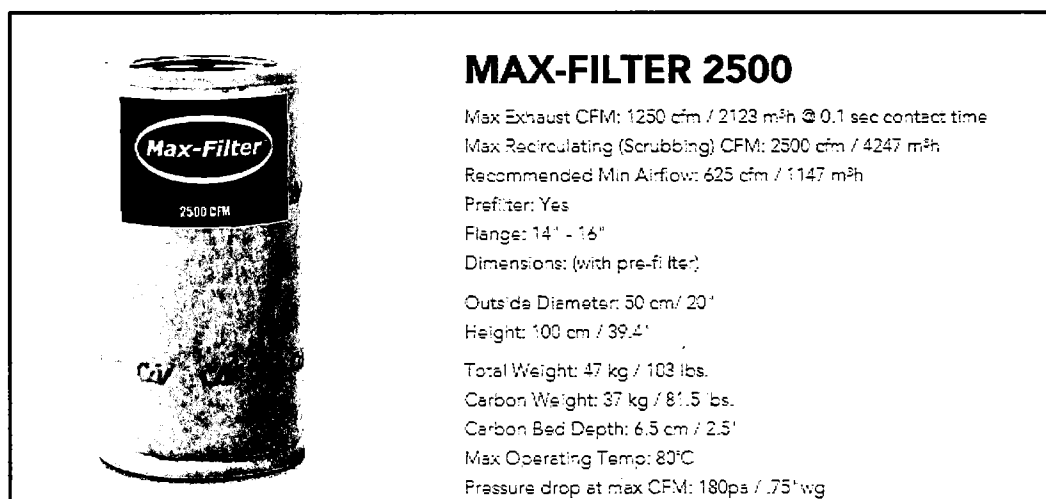 MAX-FILTER 2500
Max Exhaust CFM: 1250 cfm / 2123 m³h @ 0.1 sec contact time
Max Recirculating (Scrubbing) CFM: 2500 cfm / 4247 m³h
Recommended Min Airflow: 625 cfm / 1147 m³h
Prefilter: Yes
Flange: 14" - 16"
Dimensions: (with pre-filter)
Outside Diameter: 50 cm/ 20"
Height: 100 cm / 39.4"
Total Weight: 47 kg / 103 lbs.
Carbon Weight: 37 kg / 81.5 lbs.
Carbon Bed Depth: 6.5 cm / 2.5"
Max Operating Temp: 80°C
Pressure drop at max CFM: 180pa / .75"wg
Max-Filter
2500 CFM